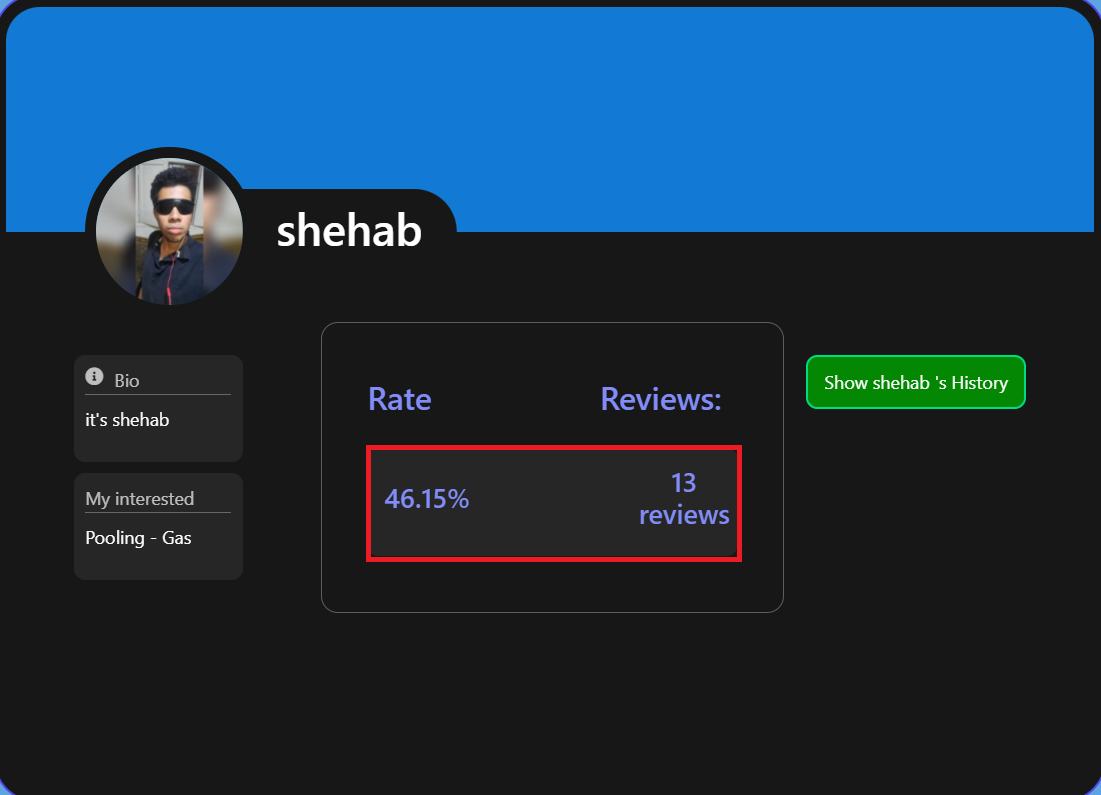 shehab
Bio
it's shehab
My interested
Pooling - Gas
Rate
Reviews:
46.15%
13
reviews
Show shehab 's History